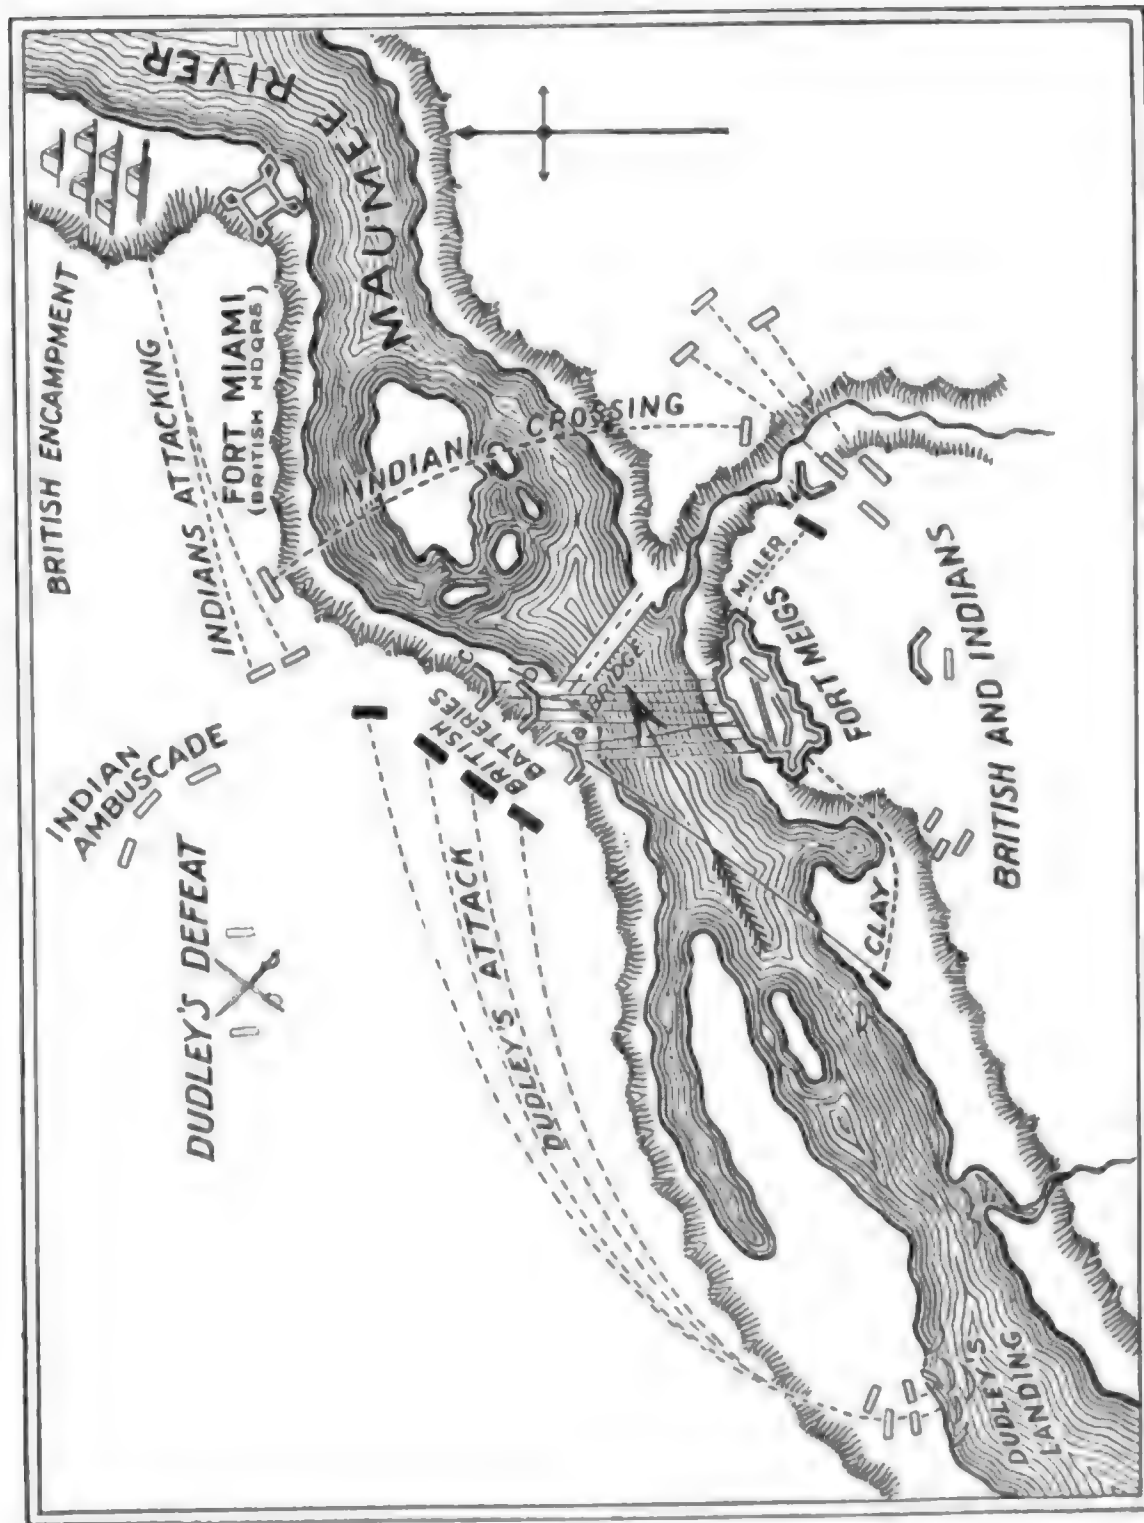 MAUMEE RIVER
BRITISH ENCAMPMENT
INDIANS ATTACKING
FORT MIAMI
(BRITISH HDQRS)
INDIAN CROSSING
INDIAN
AMBUSCADE
DUDLEY'S DEFEAT
BRITISH
BATTERIES
BRIDGE
MILLER
FORT MEIGS
BRITISH AND INDIANS
DUDLEY'S ATTACK
CLAY
DUDLEY'S
LANDING